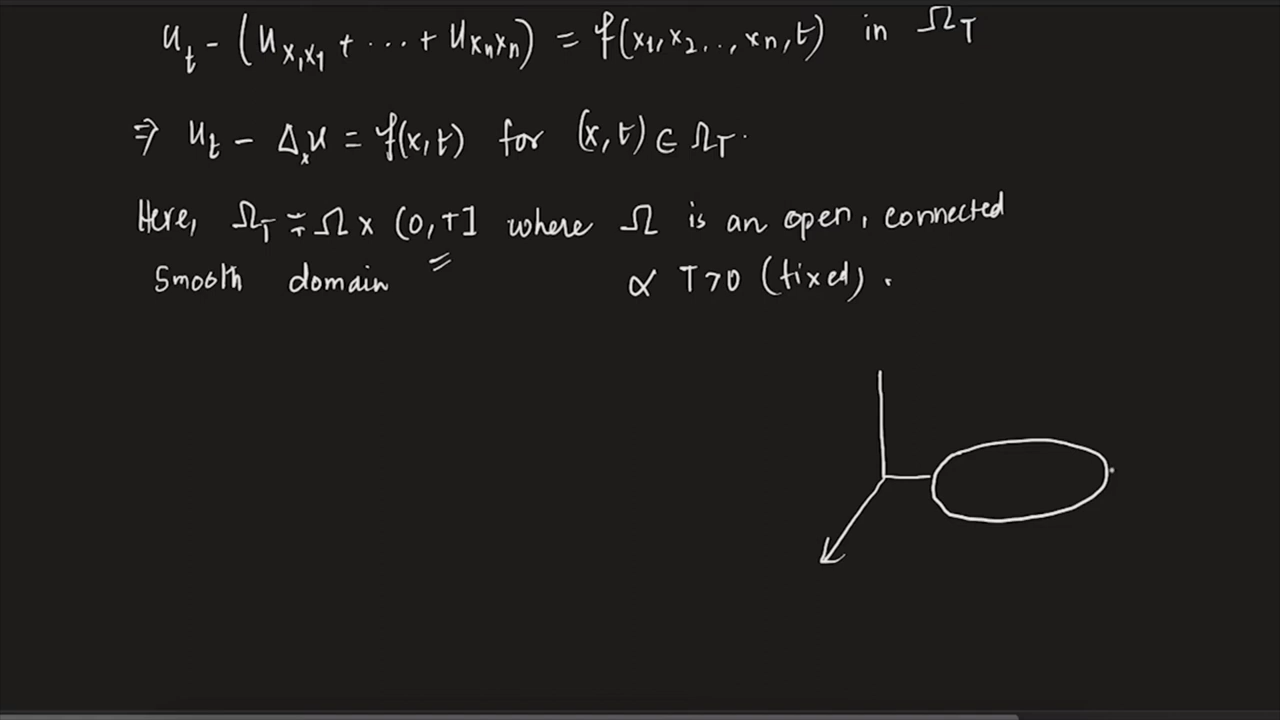 u_t - (u_{x_1x_1} + ... + u_{x_nx_n}) = f(x_1, x_2 .., x_n, t) in Ω_T
⇒ u_t - Δ_x u = f(x, t) for (x, t) ∈ Ω_T.
Here, Ω_T ≑ Ω × (0, T] where Ω is an open, connected
smooth domain ∝ T>0 (fixed).